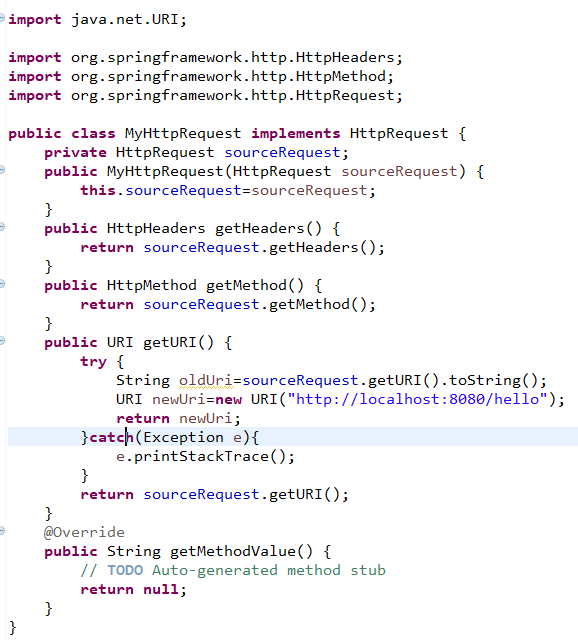 import java.net.URI;
import org.springframework.http.HttpHeaders;
import org.springframework.http.HttpMethod;
import org.springframework.http.HttpRequest;
public class MyHttpRequest implements HttpRequest {
    private HttpRequest sourceRequest;
    public MyHttpRequest(HttpRequest sourceRequest) {
        this.sourceRequest=sourceRequest;
    }
    public HttpHeaders getHeaders() {
        return sourceRequest.getHeaders();
    }
    public HttpMethod getMethod() {
        return sourceRequest.getMethod();
    }
    public URI getURI() {
        try {
            String oldUri=sourceRequest.getURI().toString();
            URI newUri=new URI("http://localhost:8080/hello");
            return newUri;
        }catch(Exception e){
            e.printStackTrace();
        }
        return sourceRequest.getURI();
    }
    @Override
    public String getMethodValue() {
        // TODO Auto-generated method stub
        return null;
    }
}